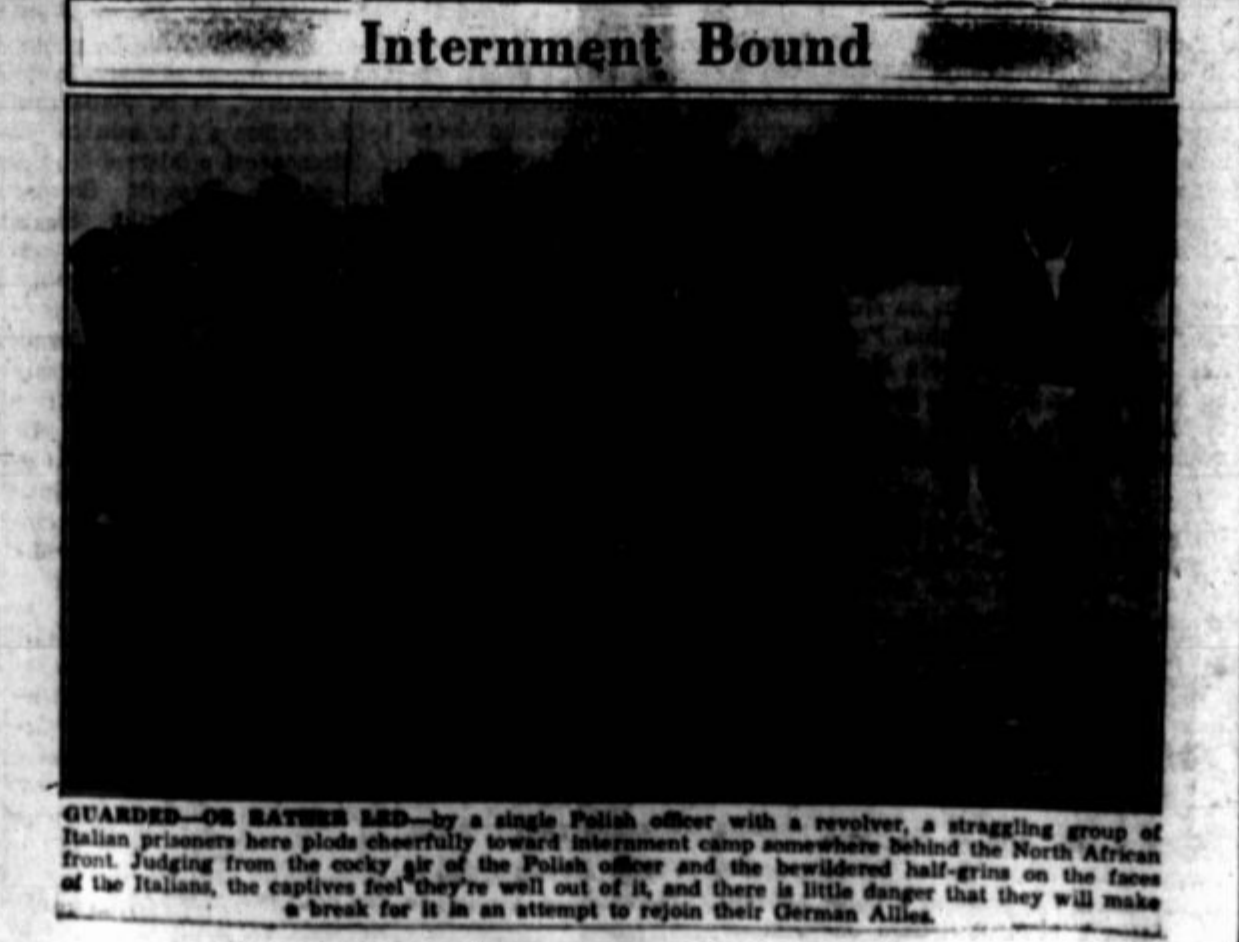 Internment Bound
GUARDED—OR RATHER LED—by a single Polish officer with a revolver, a straggling group of
Italian prisoners here plods cheerfully toward internment camp somewhere behind the North African
front. Judging from the cocky air of the Polish officer and the bewildered half-grins on the faces
of the Italians, the captives feel they're well out of it, and there is little danger that they will make
a break for it in an attempt to rejoin their German Allies.